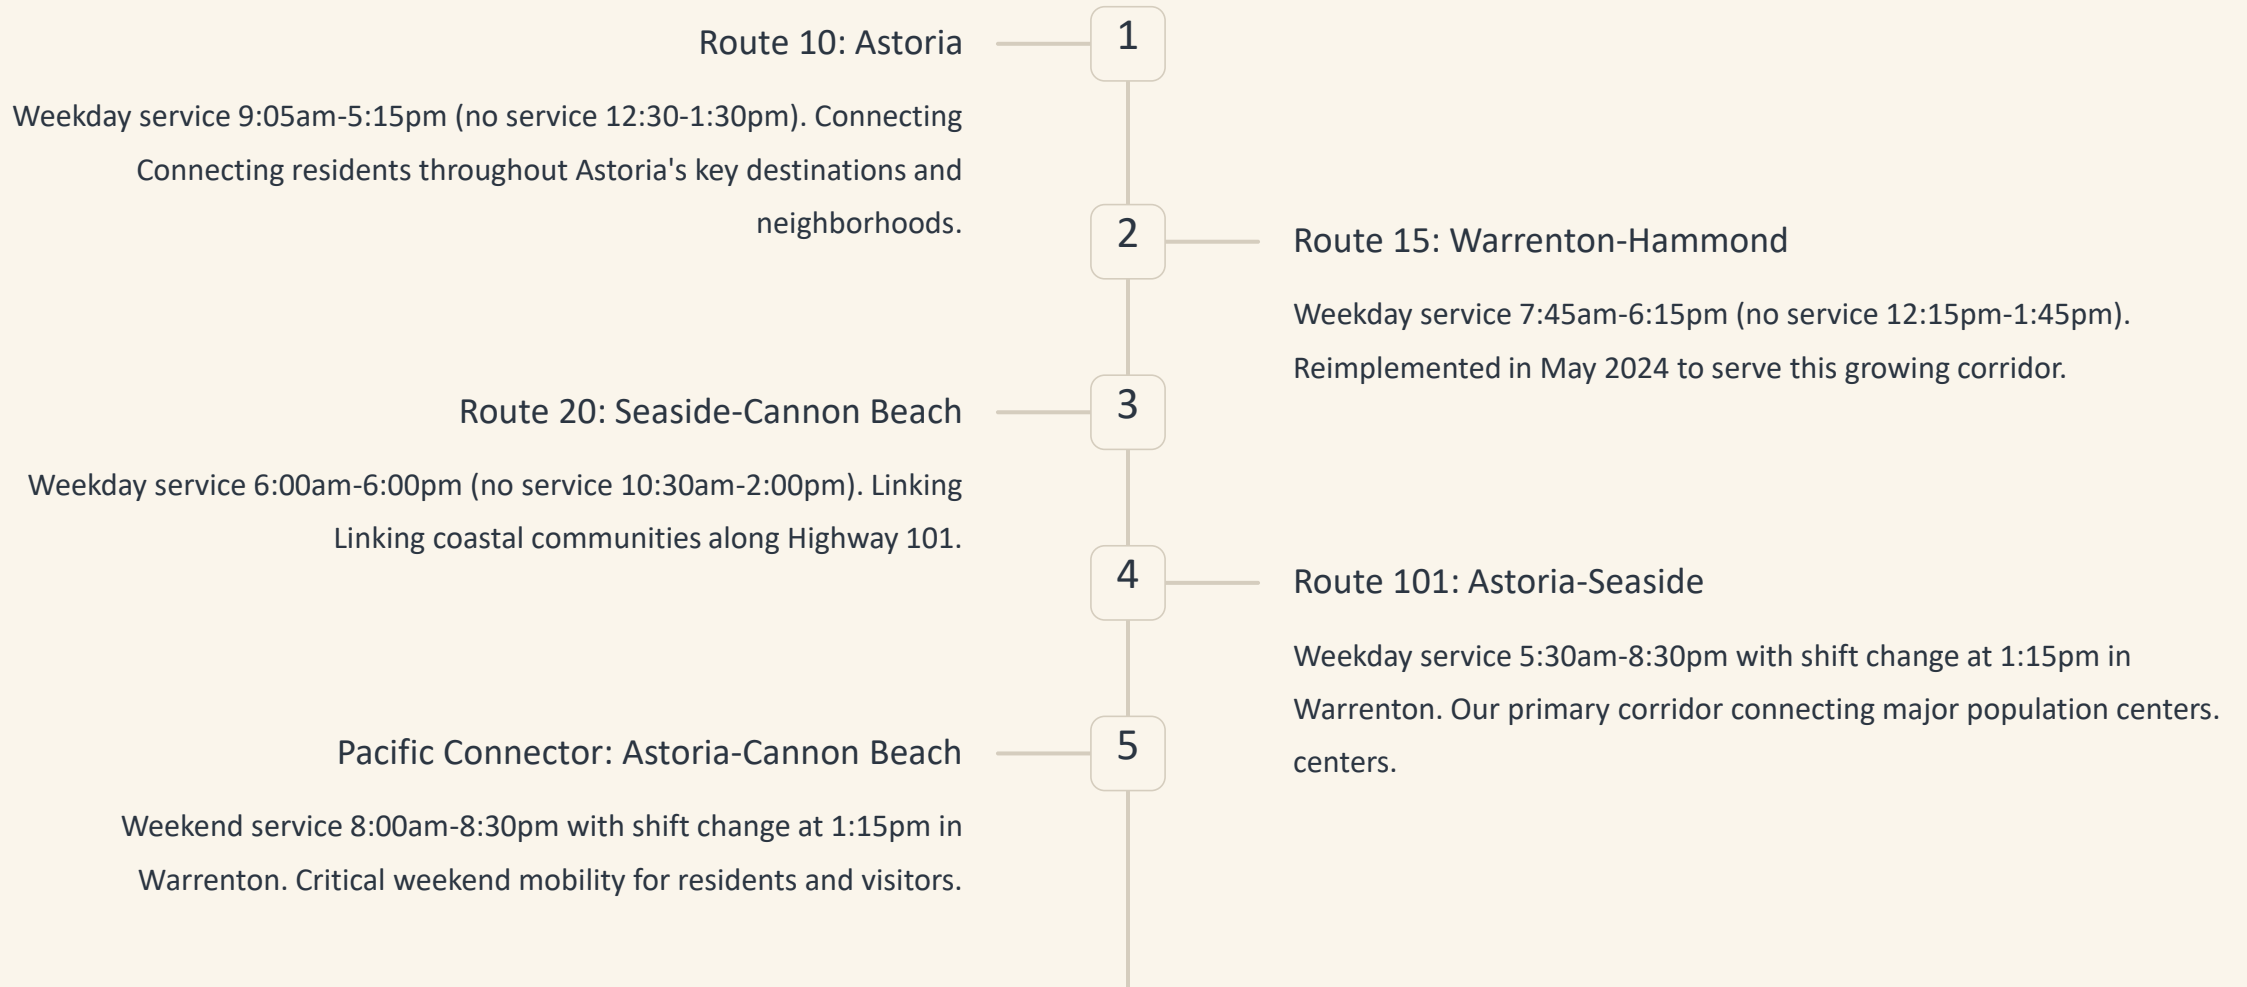 1
Route 10: Astoria
Weekday service 9:05am-5:15pm (no service 12:30-1:30pm). Connecting
Connecting residents throughout Astoria's key destinations and
neighborhoods.
2
Route 15: Warrenton-Hammond
Weekday service 7:45am-6:15pm (no service 12:15pm-1:45pm).
Reimplemented in May 2024 to serve this growing corridor.
3
Route 20: Seaside-Cannon Beach
Weekday service 6:00am-6:00pm (no service 10:30am-2:00pm). Linking
Linking coastal communities along Highway 101.
4
Route 101: Astoria-Seaside
Weekday service 5:30am-8:30pm with shift change at 1:15pm in
Warrenton. Our primary corridor connecting major population centers.
centers.
5
Pacific Connector: Astoria-Cannon Beach
Weekend service 8:00am-8:30pm with shift change at 1:15pm in
Warrenton. Critical weekend mobility for residents and visitors.